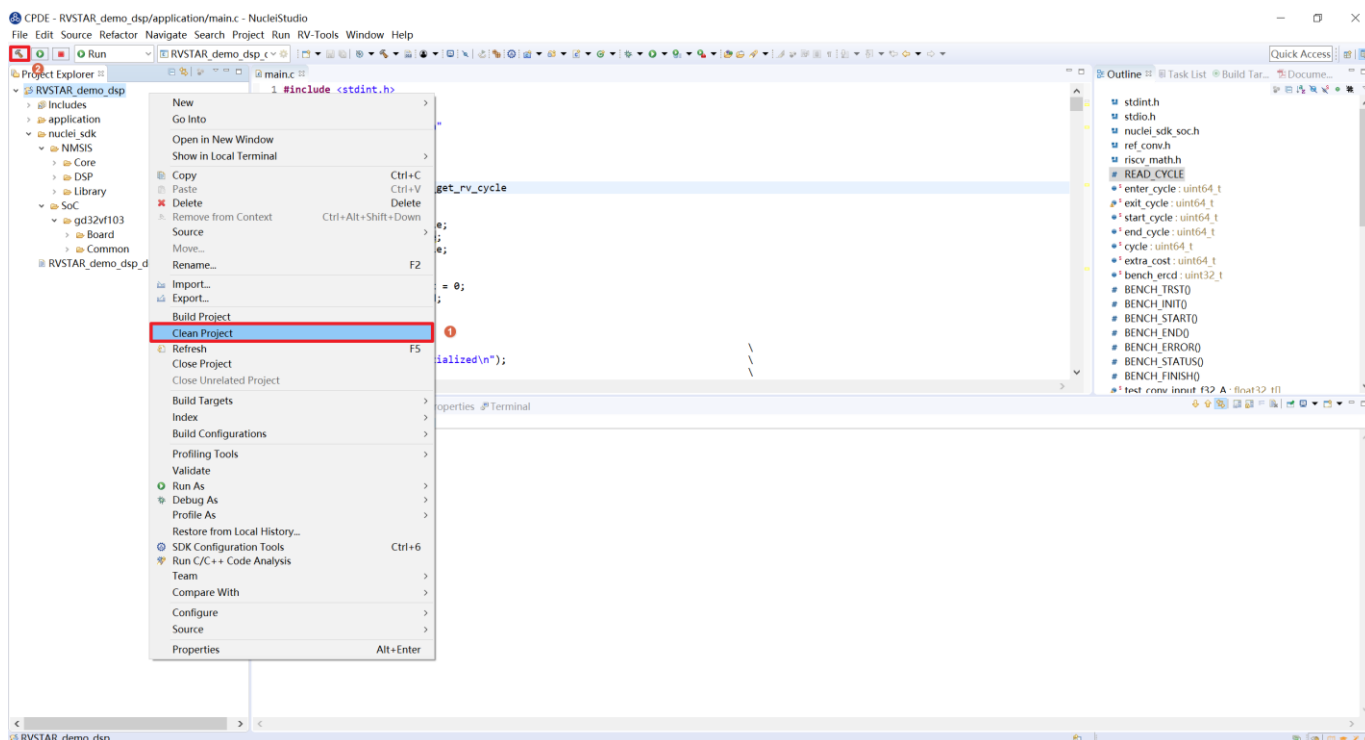 CPDE - RVSTAR_demo_dsp/application/main.c - NucleiStudio
File Edit Source Refactor Navigate Search Project Run RV-Tools Window Help
Run
RVSTAR_demo_dsp_c
Quick Access
2
Project Explorer
main.c
Outline
Task List
Build Tar...
Docume...
RVSTAR_demo_dsp
Includes
application
nuclei_sdk
NMSIS
Core
DSP
Library
SoC
gd32vf103
Board
Common
RVSTAR_demo_dsp_d
New
Go Into
Open in New Window
Show in Local Terminal
Copy Ctrl+C
Paste Ctrl+V
Delete Delete
Remove from Context Ctrl+Alt+Shift+Down
Source
Move...
Rename... F2
Import...
Export...
Build Project
Clean Project
1
Refresh F5
Close Project
Close Unrelated Project
Build Targets
Index
Build Configurations
Profiling Tools
Validate
Run As
Debug As
Profile As
Restore from Local History...
SDK Configuration Tools Ctrl+6
Run C/C++ Code Analysis
Team
Compare With
Configure
Source
Properties Alt+Enter
1 #include <stdint.h>
"
get_rv_cycle
e;
;
e;
= 0;
;
\
ialized\n"); \
\
roperties
Terminal
stdint.h
stdio.h
nuclei_sdk_soc.h
ref_conv.h
riscv_math.h
READ_CYCLE
enter_cycle : uint64_t
exit_cycle : uint64_t
start_cycle : uint64_t
end_cycle : uint64_t
cycle : uint64_t
extra_cost : uint64_t
bench_ercd : uint32_t
BENCH_TRST()
BENCH_INIT()
BENCH_START()
BENCH_END()
BENCH_ERROR()
BENCH_STATUS()
BENCH_FINISH()
test_conv_input_f32_A : float32_t[]
RVSTAR_demo_dsp